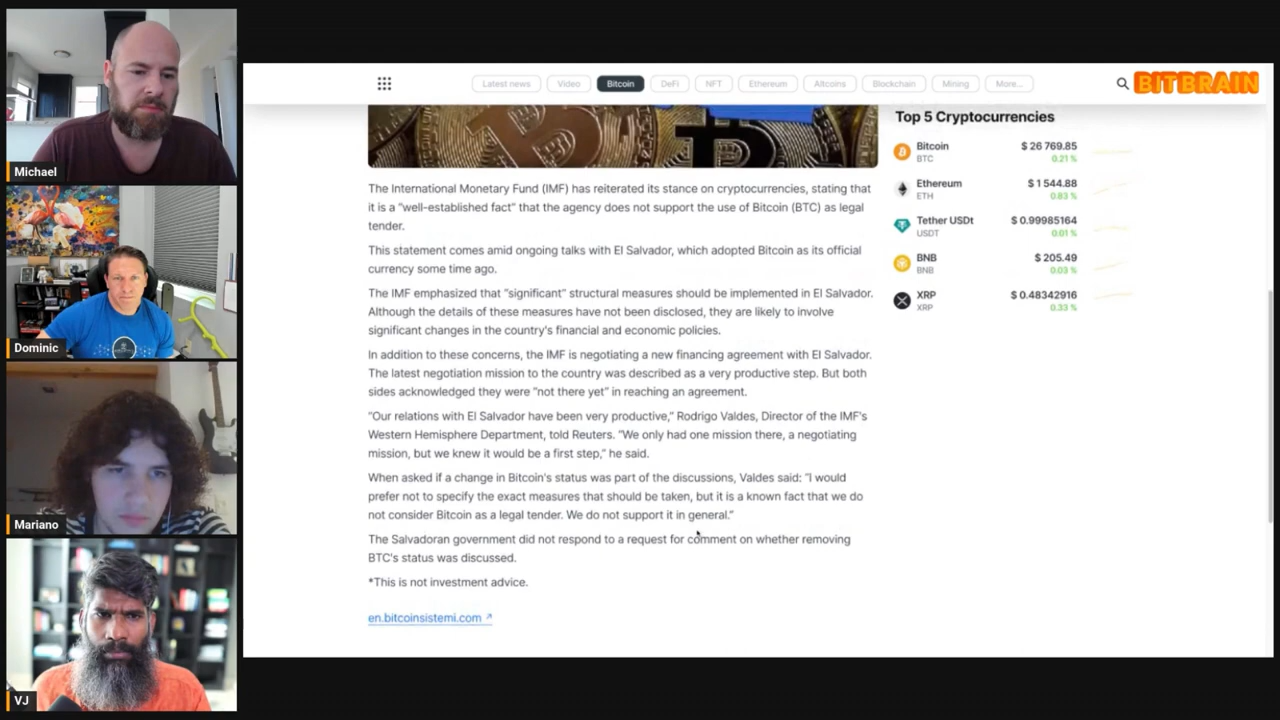 Michael
Dominic
Mariano
VJ
Latest news
Video
Bitcoin
DeFi
NFT
Ethereum
Altcoins
Blockchain
Mining
More...
BITBRAIN
The International Monetary Fund (IMF) has reiterated its stance on cryptocurrencies, stating that
it is a “well-established fact” that the agency does not support the use of Bitcoin (BTC) as legal
tender.
This statement comes amid ongoing talks with El Salvador, which adopted Bitcoin as its official
currency some time ago.
The IMF emphasized that “significant” structural measures should be implemented in El Salvador.
Although the details of these measures have not been disclosed, they are likely to involve
significant changes in the country's financial and economic policies.
In addition to these concerns, the IMF is negotiating a new financing agreement with El Salvador.
The latest negotiation mission to the country was described as a very productive step. But both
sides acknowledged they were “not there yet” in reaching an agreement.
“Our relations with El Salvador have been very productive,” Rodrigo Valdes, Director of the IMF's
Western Hemisphere Department, told Reuters. “We only had one mission there, a negotiating
mission, but we knew it would be a first step,” he said.
When asked if a change in Bitcoin's status was part of the discussions, Valdes said: “I would
prefer not to specify the exact measures that should be taken, but it is a known fact that we do
not consider Bitcoin as a legal tender. We do not support it in general.”
The Salvadoran government did not respond to a request for comment on whether removing
BTC's status was discussed.
*This is not investment advice.
en.bitcoinsistemi.com
Top 5 Cryptocurrencies
Bitcoin $ 26 769.85
BTC 0.21 %
Ethereum $ 1 544.88
ETH 0.83 %
Tether USDt $ 0.99985164
USDT 0.01 %
BNB $ 205.49
BNB 0.03 %
XRP $ 0.48342916
XRP 0.33 %